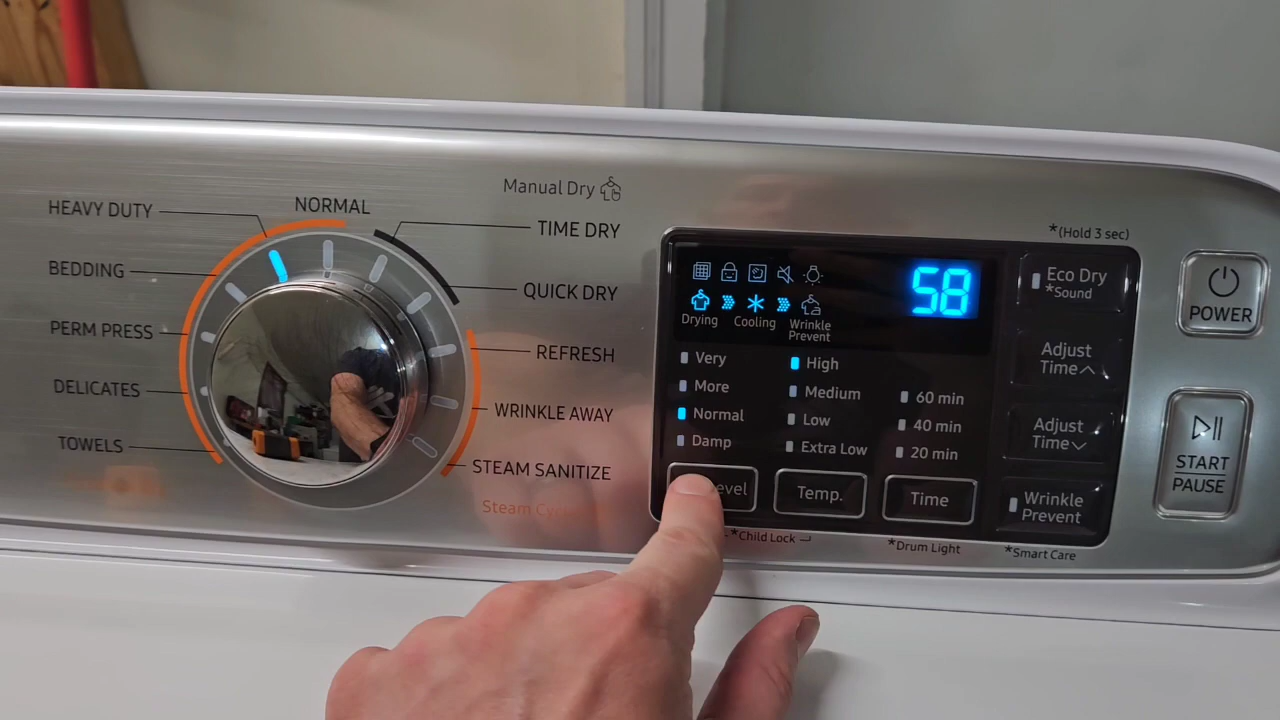 Manual Dry
HEAVY DUTY
NORMAL
TIME DRY
BEDDING
QUICK DRY
PERM PRESS
REFRESH
DELICATES
WRINKLE AWAY
TOWELS
STEAM SANITIZE
Steam
58
Drying
Cooling
Wrinkle
Prevent
Very
High
More
Medium
60 min
Normal
Low
40 min
Damp
Extra Low
20 min
Temp.
Time
*Child Lock
*Drum Light
*(Hold 3 sec)
Eco Dry
*Sound
Adjust
Time
Adjust
Time
Wrinkle
Prevent
*Smart Care
POWER
START
PAUSE